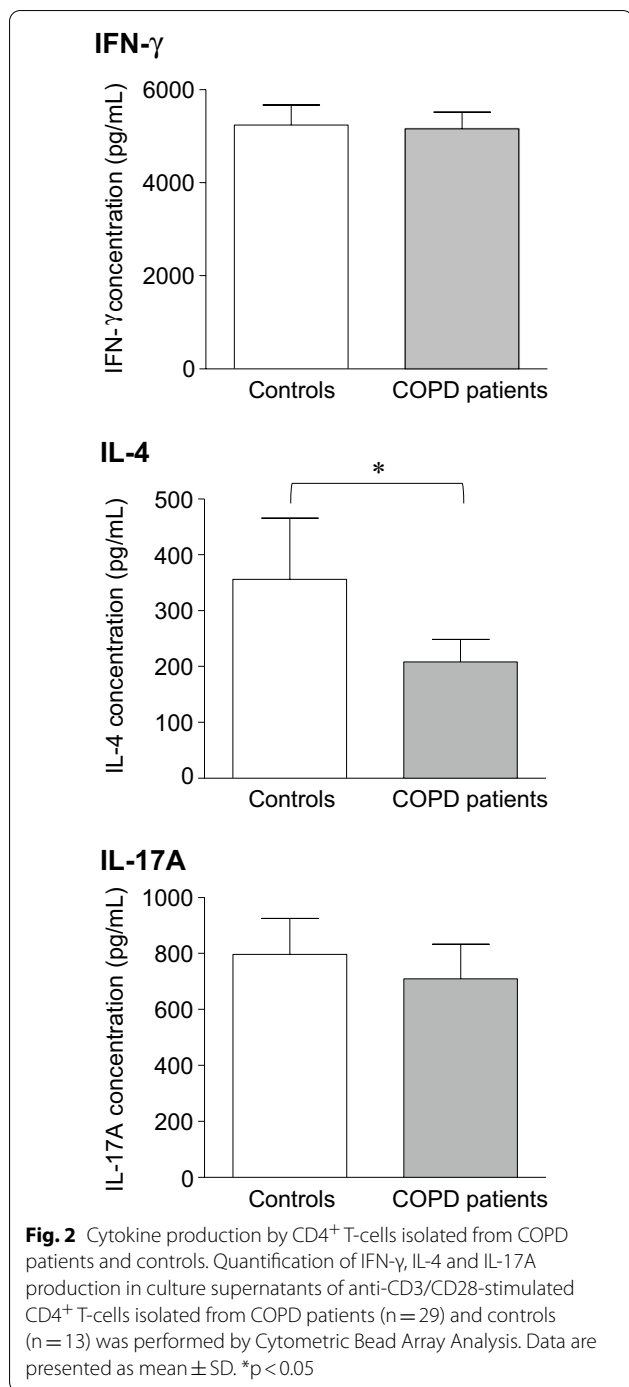 IFN-γ
IFN-γ concentration (pg/mL)
6000
4000
2000
0
Controls COPD patients
IL-4
*
IL-4 concentration (pg/mL)
500
400
300
200
100
0
Controls COPD patients
IL-17A
IL-17A concentration (pg/mL)
1000
800
600
400
200
0
Controls COPD patients
Fig. 2 Cytokine production by CD4⁺ T-cells isolated from COPD
patients and controls. Quantification of IFN-γ, IL-4 and IL-17A
production in culture supernatants of anti-CD3/CD28-stimulated
CD4⁺ T-cells isolated from COPD patients (n = 29) and controls
(n = 13) was performed by Cytometric Bead Array Analysis. Data are
presented as mean ± SD. *p < 0.05